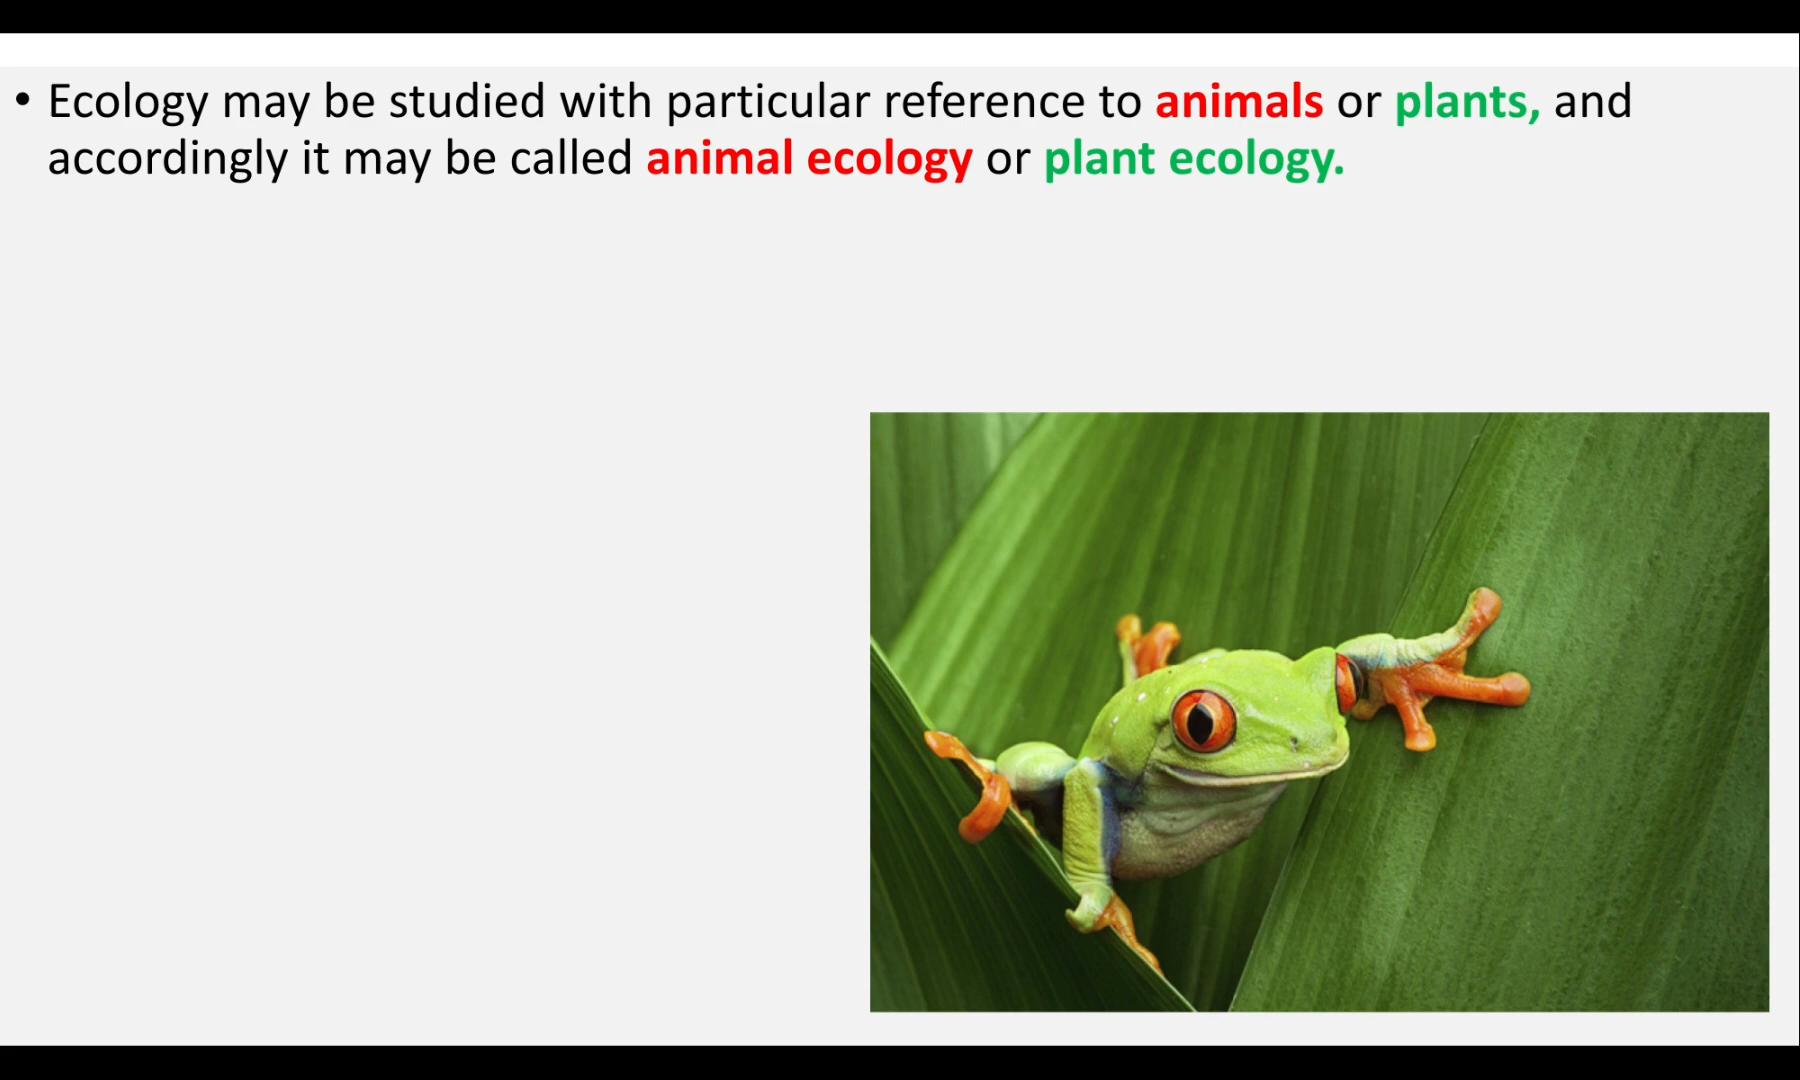 • Ecology may be studied with particular reference to animals or plants, and
accordingly it may be called animal ecology or plant ecology.